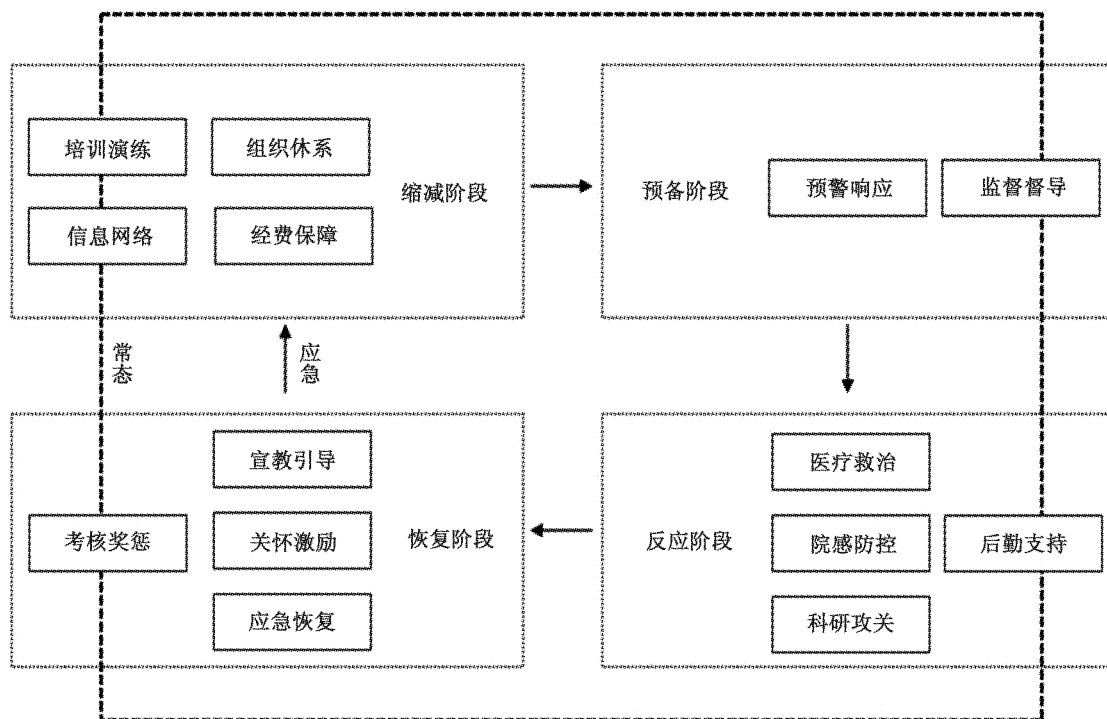 培训演练
组织休系
信息网络
经费保障
缩减阶段
预备阶段
预警响应
监督督导
常态
应急
宣教引导
考核奖惩
关怀激励
恢复阶段
应急恢复
医疗救治
反应阶段
院感防控
后勤支持
科研攻关